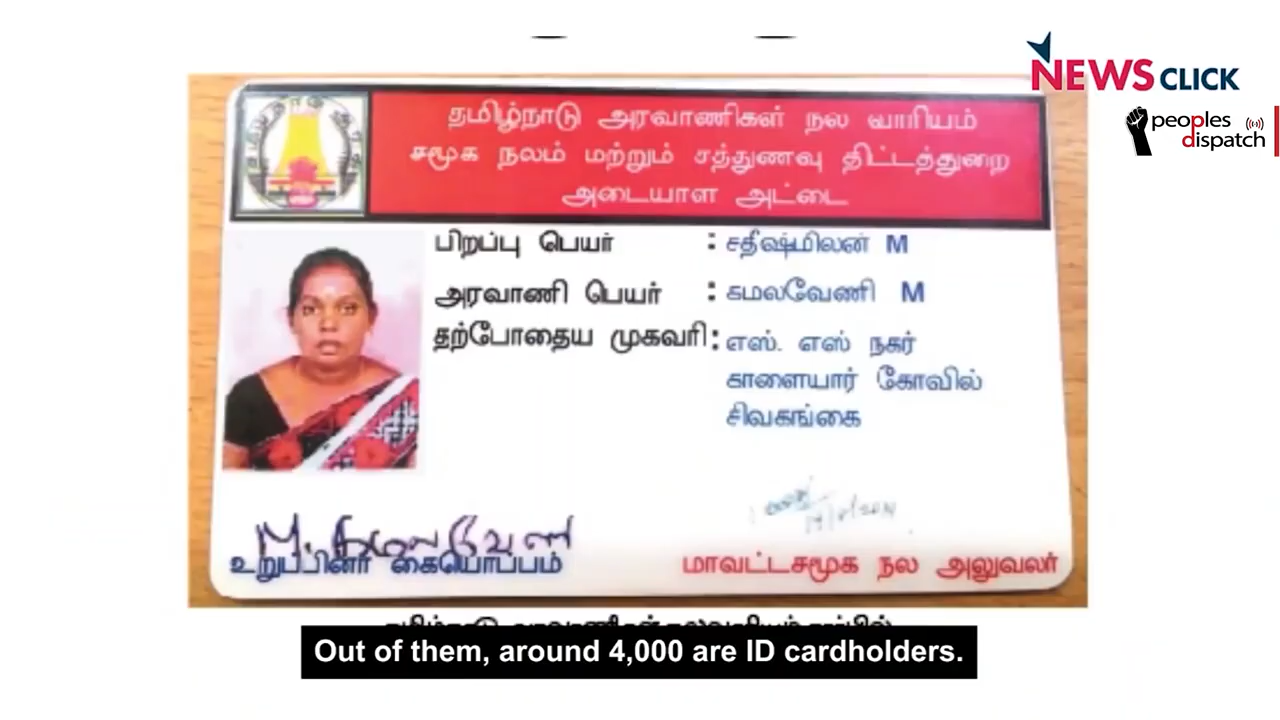 NEWS CLICK
peoples
dispatch
தமிழ்நாடு அரவாணிகள் நல வாரியம்
சமூக நலம் மற்றும் சத்துணவு திட்டத்துறை
அடையாள அட்டை
பிறப்பு பெயர் : சதீஷ்மிலன் M
அரவாணி பெயர் : கமலவேணி M
தற்போதைய முகவரி : எஸ். எஸ் நகர்
காளையார் கோவில்
சிவகங்கை
M. கமலவேணி
உறுப்பினர் கையொப்பம்
மாவட்டசமூக நல அலுவலர்
Out of them, around 4,000 are ID cardholders.